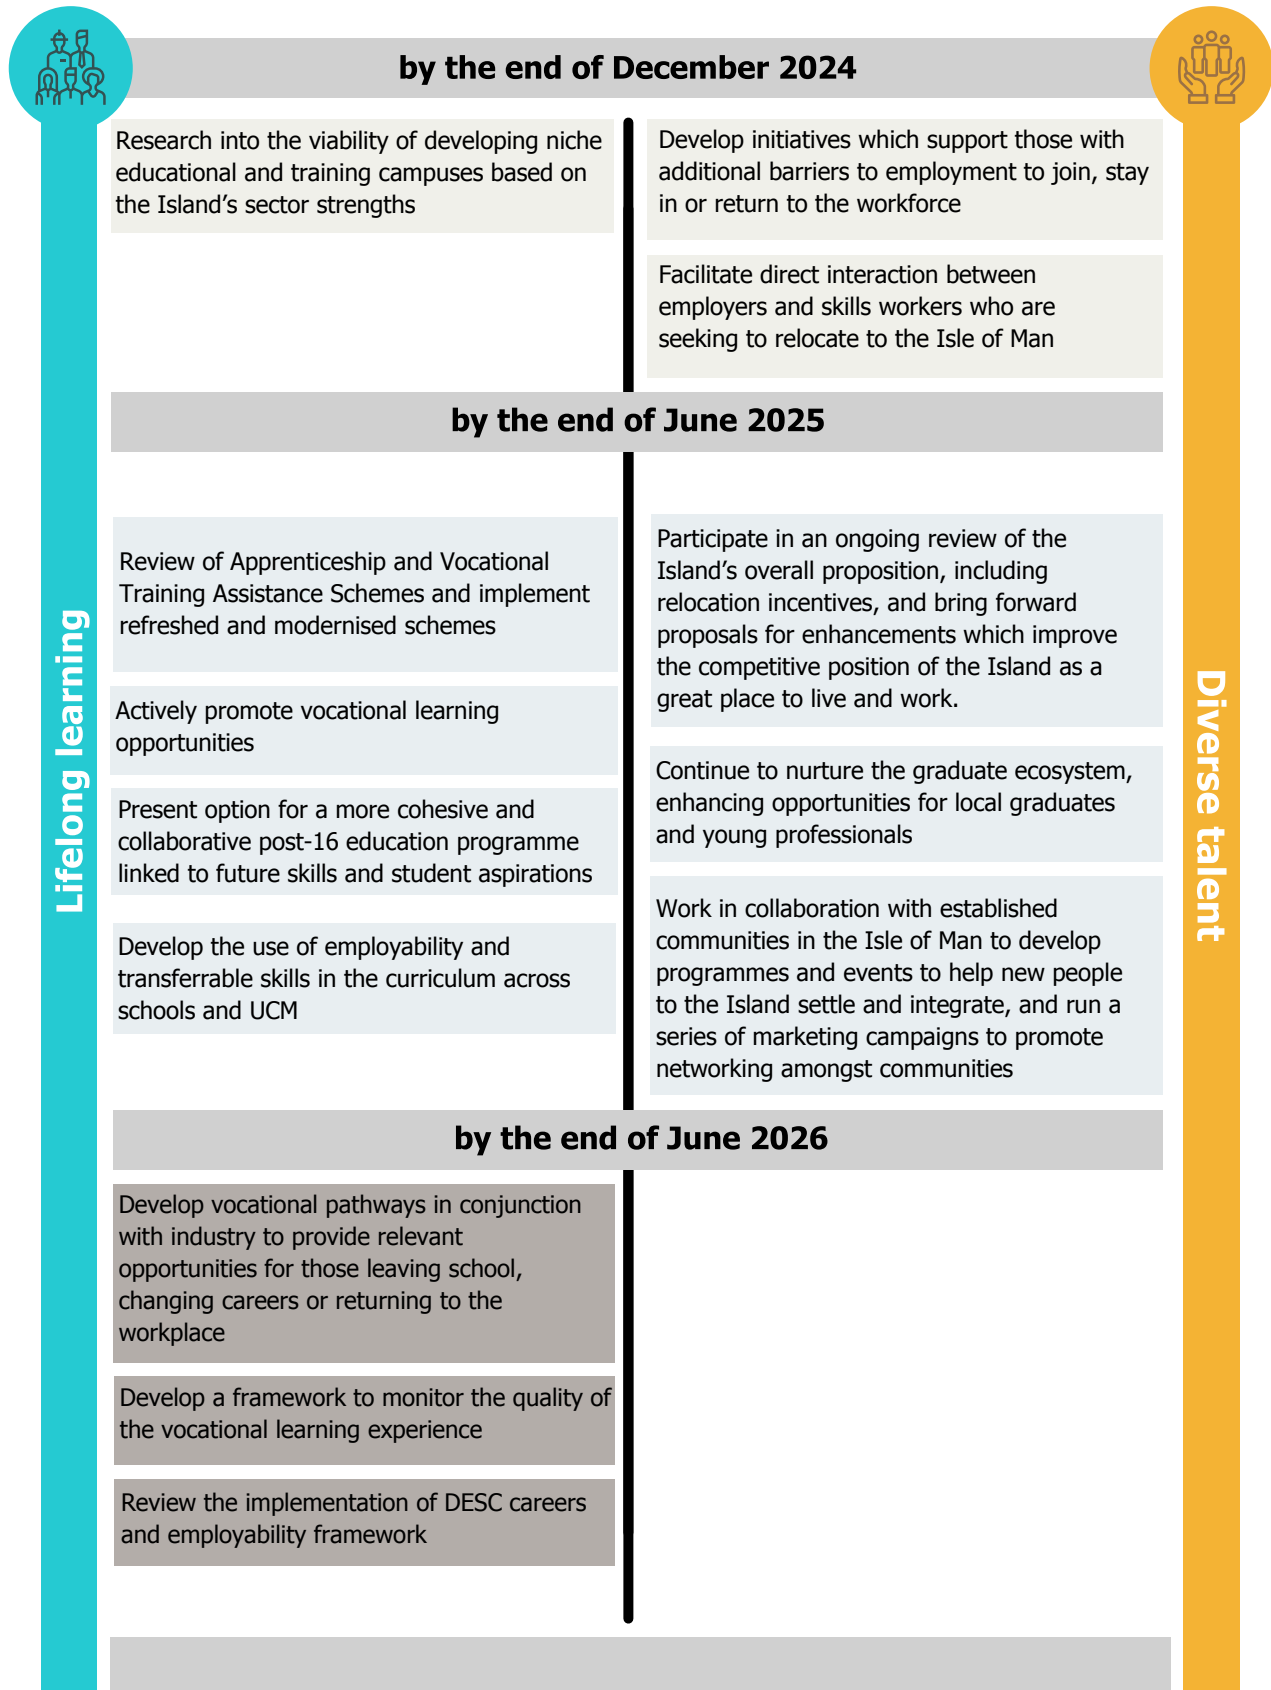 by the end of December 2024
Research into the viability of developing niche
educational and training campuses based on
the Island’s sector strengths
Develop initiatives which support those with
additional barriers to employment to join, stay
in or return to the workforce
Facilitate direct interaction between
employers and skills workers who are
seeking to relocate to the Isle of Man
by the end of June 2025
Lifelong learning
Review of Apprenticeship and Vocational
Training Assistance Schemes and implement
refreshed and modernised schemes
Actively promote vocational learning
opportunities
Present option for a more cohesive and
collaborative post-16 education programme
linked to future skills and student aspirations
Develop the use of employability and
transferrable skills in the curriculum across
schools and UCM
Participate in an ongoing review of the
Island’s overall proposition, including
relocation incentives, and bring forward
proposals for enhancements which improve
the competitive position of the Island as a
great place to live and work.
Continue to nurture the graduate ecosystem,
enhancing opportunities for local graduates
and young professionals
Work in collaboration with established
communities in the Isle of Man to develop
programmes and events to help new people
to the Island settle and integrate, and run a
series of marketing campaigns to promote
networking amongst communities
Diverse talent
by the end of June 2026
Develop vocational pathways in conjunction
with industry to provide relevant
opportunities for those leaving school,
changing careers or returning to the
workplace
Develop a framework to monitor the quality of
the vocational learning experience
Review the implementation of DESC careers
and employability framework